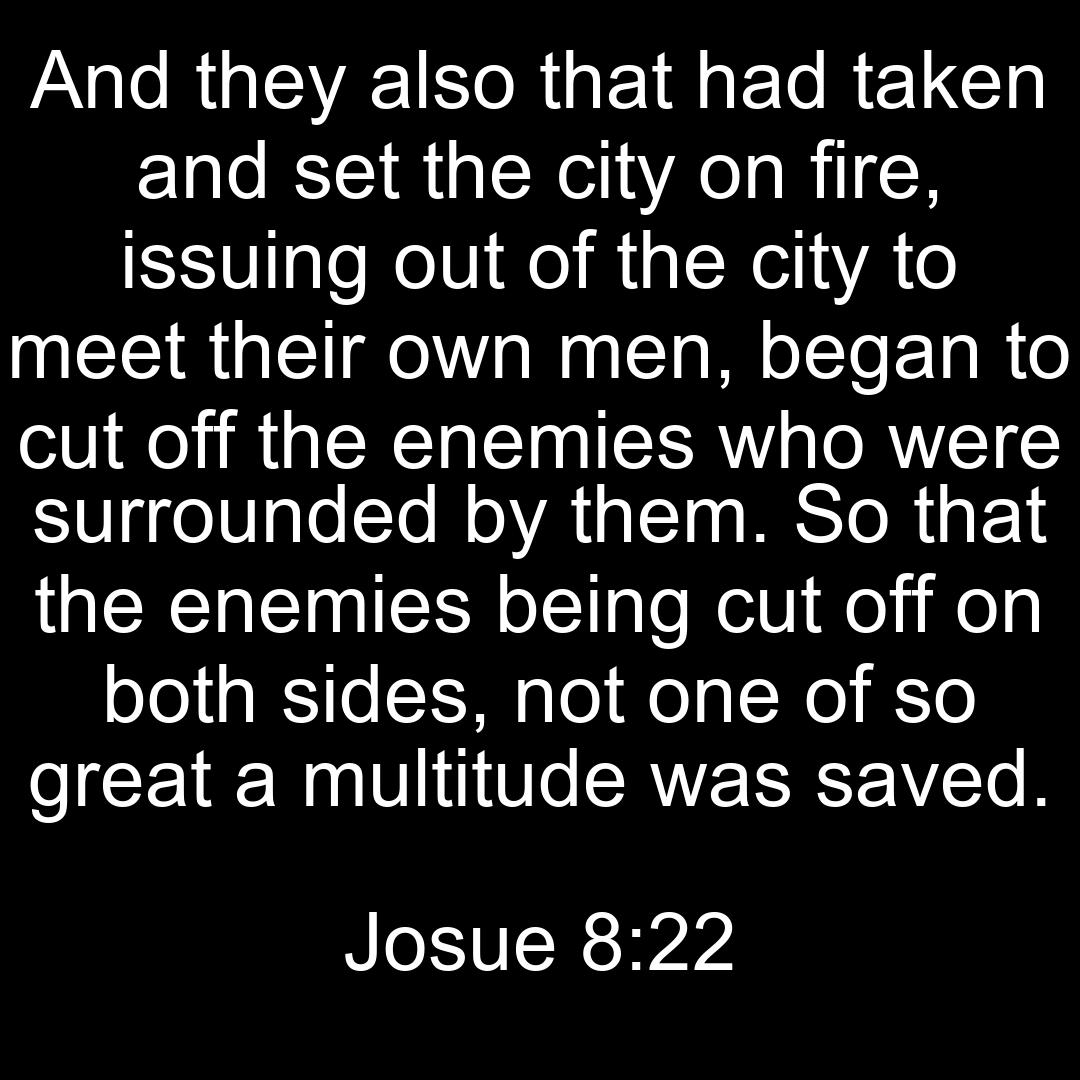 And they also that had taken
and set the city on fire,
issuing out of the city to
meet their own men, began to
cut off the enemies who were
surrounded by them. So that
the enemies being cut off on
both sides, not one of so
great a multitude was saved.
Josue 8:22